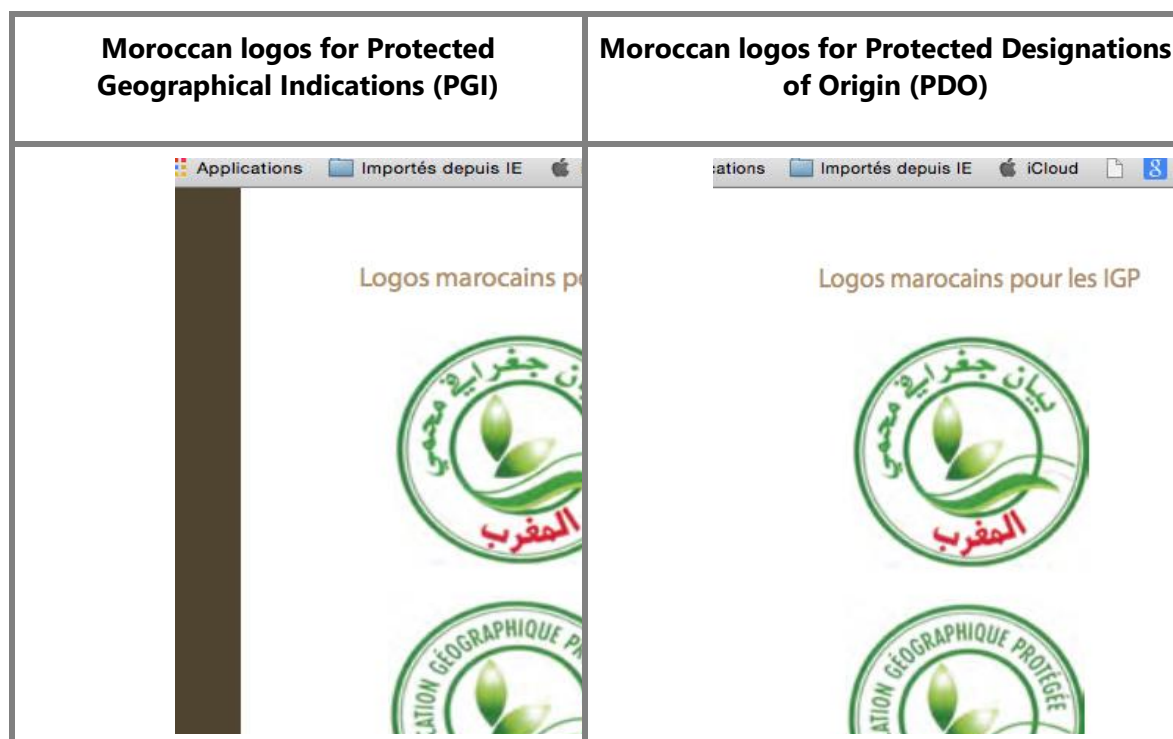 Moroccan logos for Protected
Geographical Indications (PGI)
Moroccan logos for Protected Designations
of Origin (PDO)
Applications Importés depuis IE
Logos marocains
بيان جغرافي محمي
المغرب
GÉOGRAPHIQUE
Importés depuis IE iCloud 8
Logos marocains pour les IGP
بيان جغرافي محمي
المغرب
GÉOGRAPHIQUE PROTÉGÉE